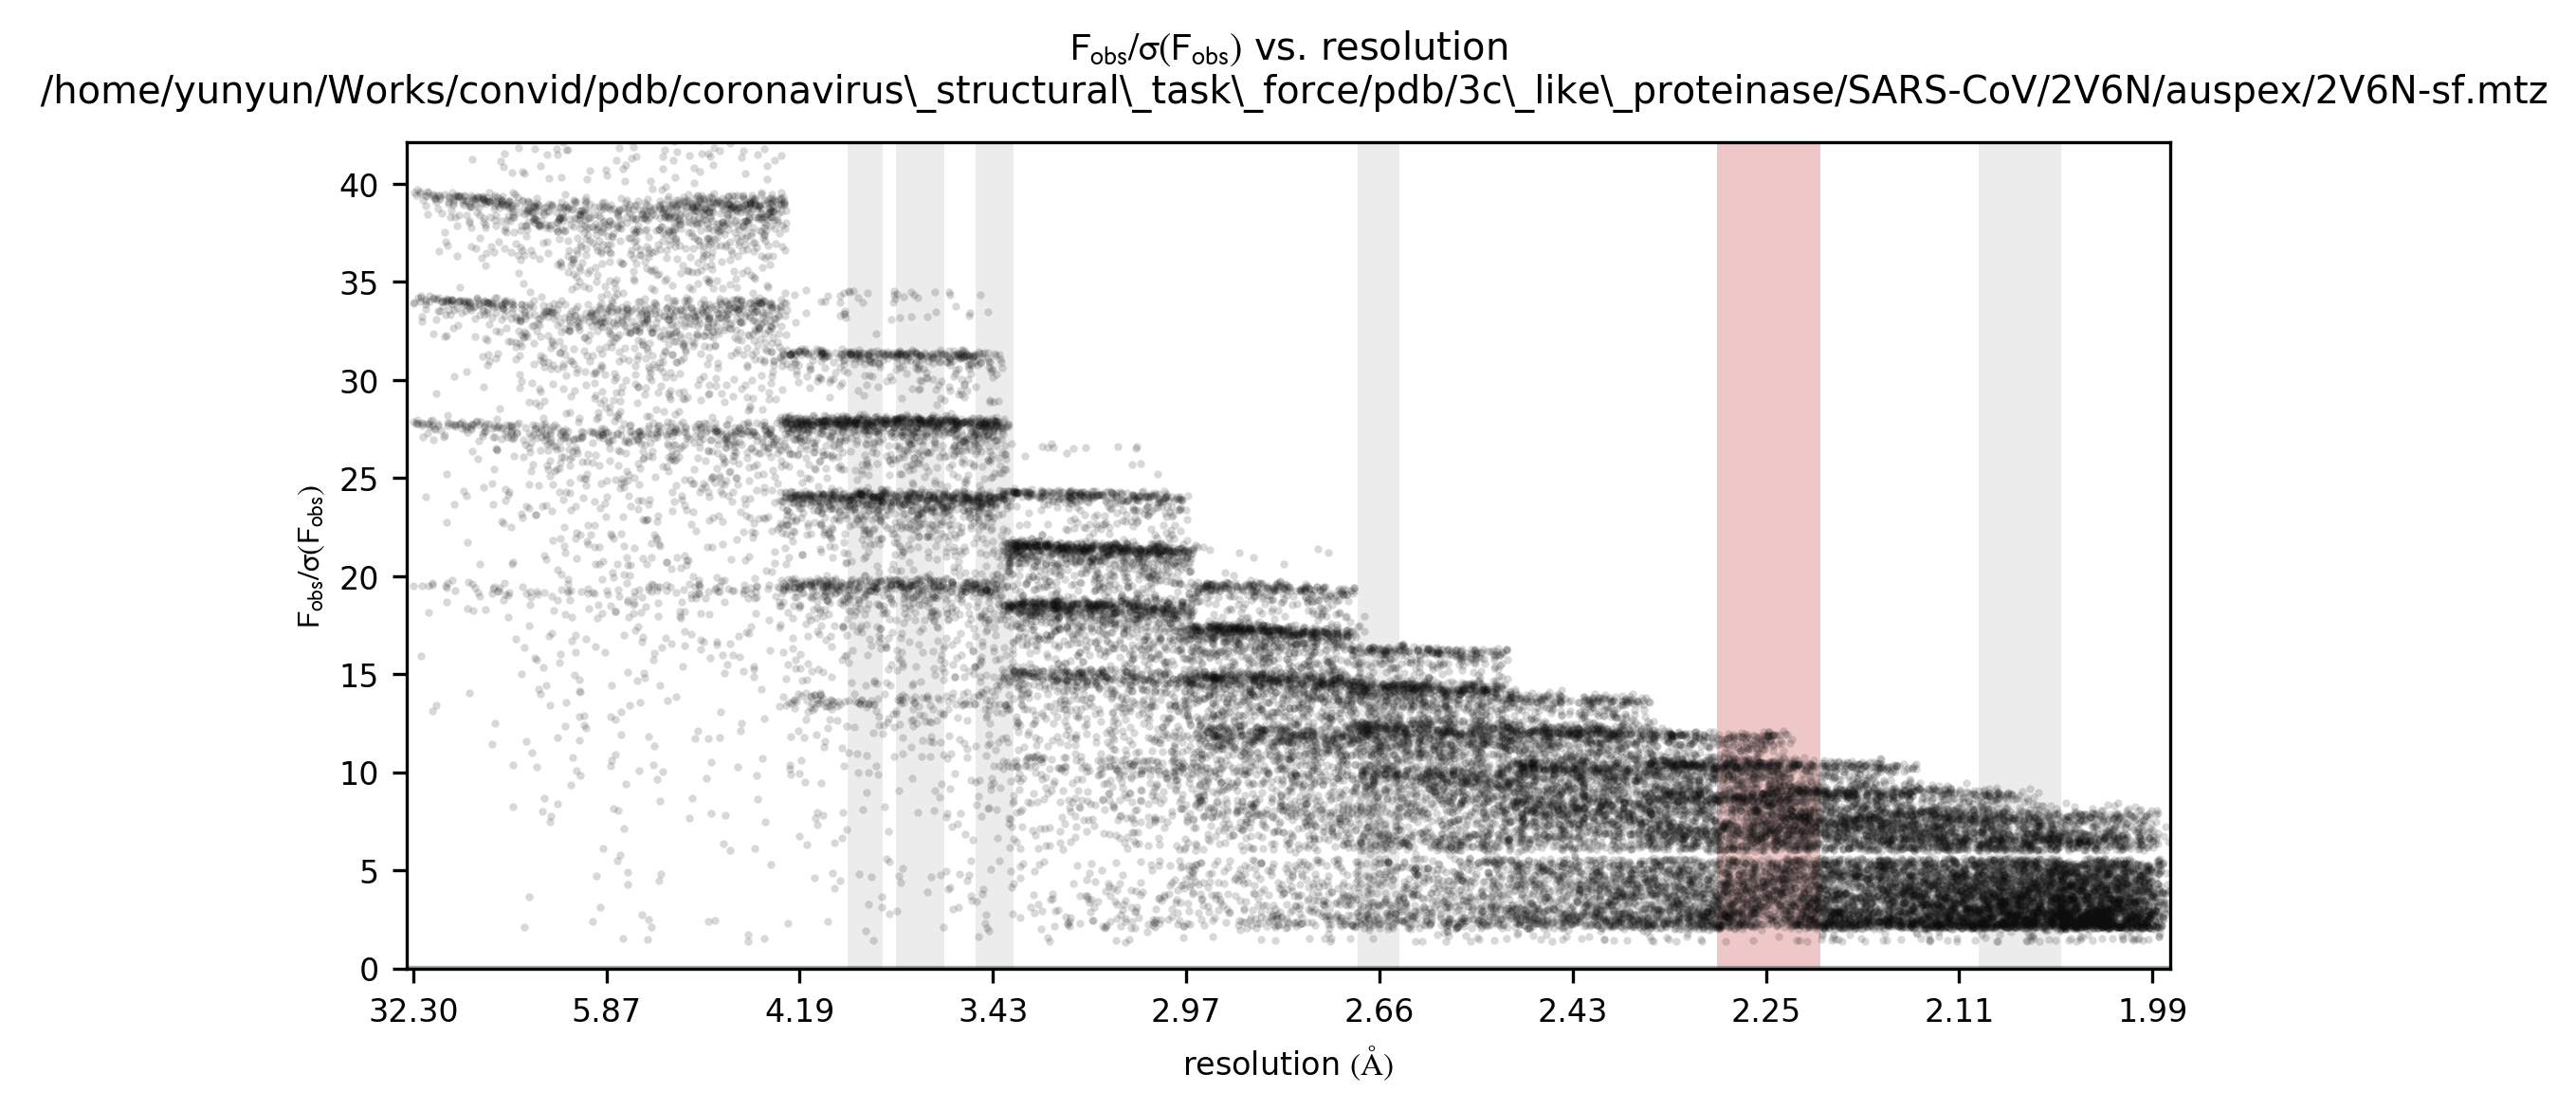 Fobs/σ(Fobs) vs. resolution
/home/yunyun/Works/convid/pdb/coronavirus\_structural\_task\_force/pdb/3c\_like\_proteinase/SARS-CoV/2V6N/auspex/2V6N-sf.mtz
Fobs/σ(Fobs)
40
35
30
25
20
15
10
5
0
32.30 5.87 4.19 3.43 2.97 2.66 2.43 2.25 2.11 1.99
resolution (Å)